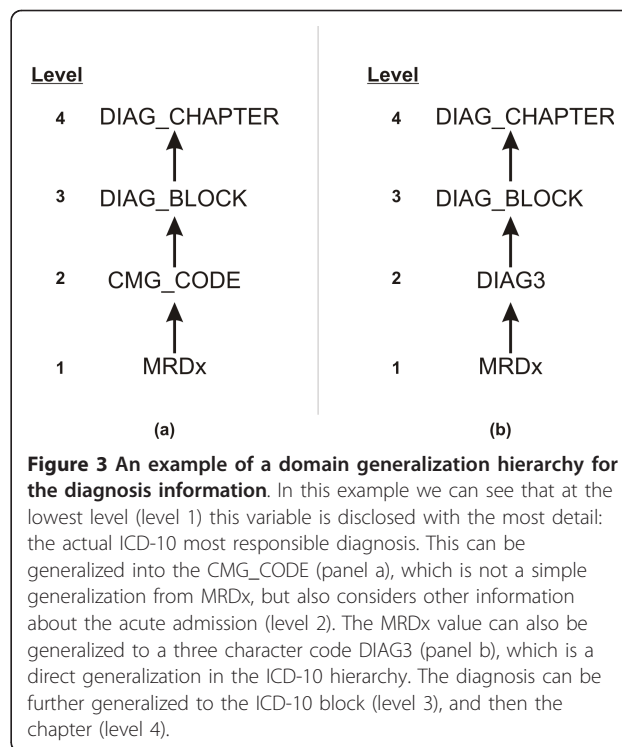 Level
4 DIAG_CHAPTER
3 DIAG_BLOCK
2 CMG_CODE
1 MRDx
(a)
Level
4 DIAG_CHAPTER
3 DIAG_BLOCK
2 DIAG3
1 MRDx
(b)
Figure 3 An example of a domain generalization hierarchy for
the diagnosis information. In this example we can see that at the
lowest level (level 1) this variable is disclosed with the most detail:
the actual ICD-10 most responsible diagnosis. This can be
generalized into the CMG_CODE (panel a), which is not a simple
generalization from MRDx, but also considers other information
about the acute admission (level 2). The MRDx value can also be
generalized to a three character code DIAG3 (panel b), which is a
direct generalization in the ICD-10 hierarchy. The diagnosis can be
further generalized to the ICD-10 block (level 3), and then the
chapter (level 4).